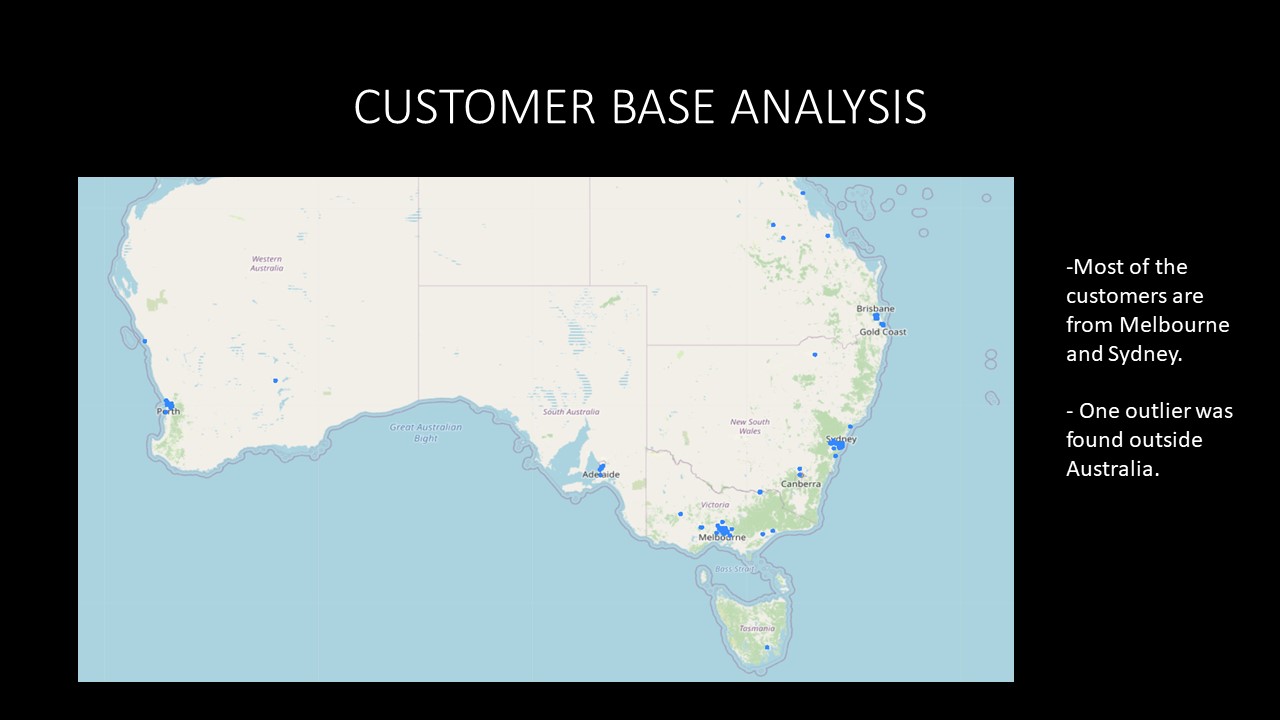 CUSTOMER BASE ANALYSIS
Western
Australia
Brisbane
Gold Coast
-Most of the
customers are
from Melbourne
and Sydney.
- One outlier was
found outside
Australia.
Perth
South Australia
Great Australian
Bight
New South
Wales
Sydney
Adelaide
Canberra
Victoria
Melbourne
Bass Strait
Tasmania